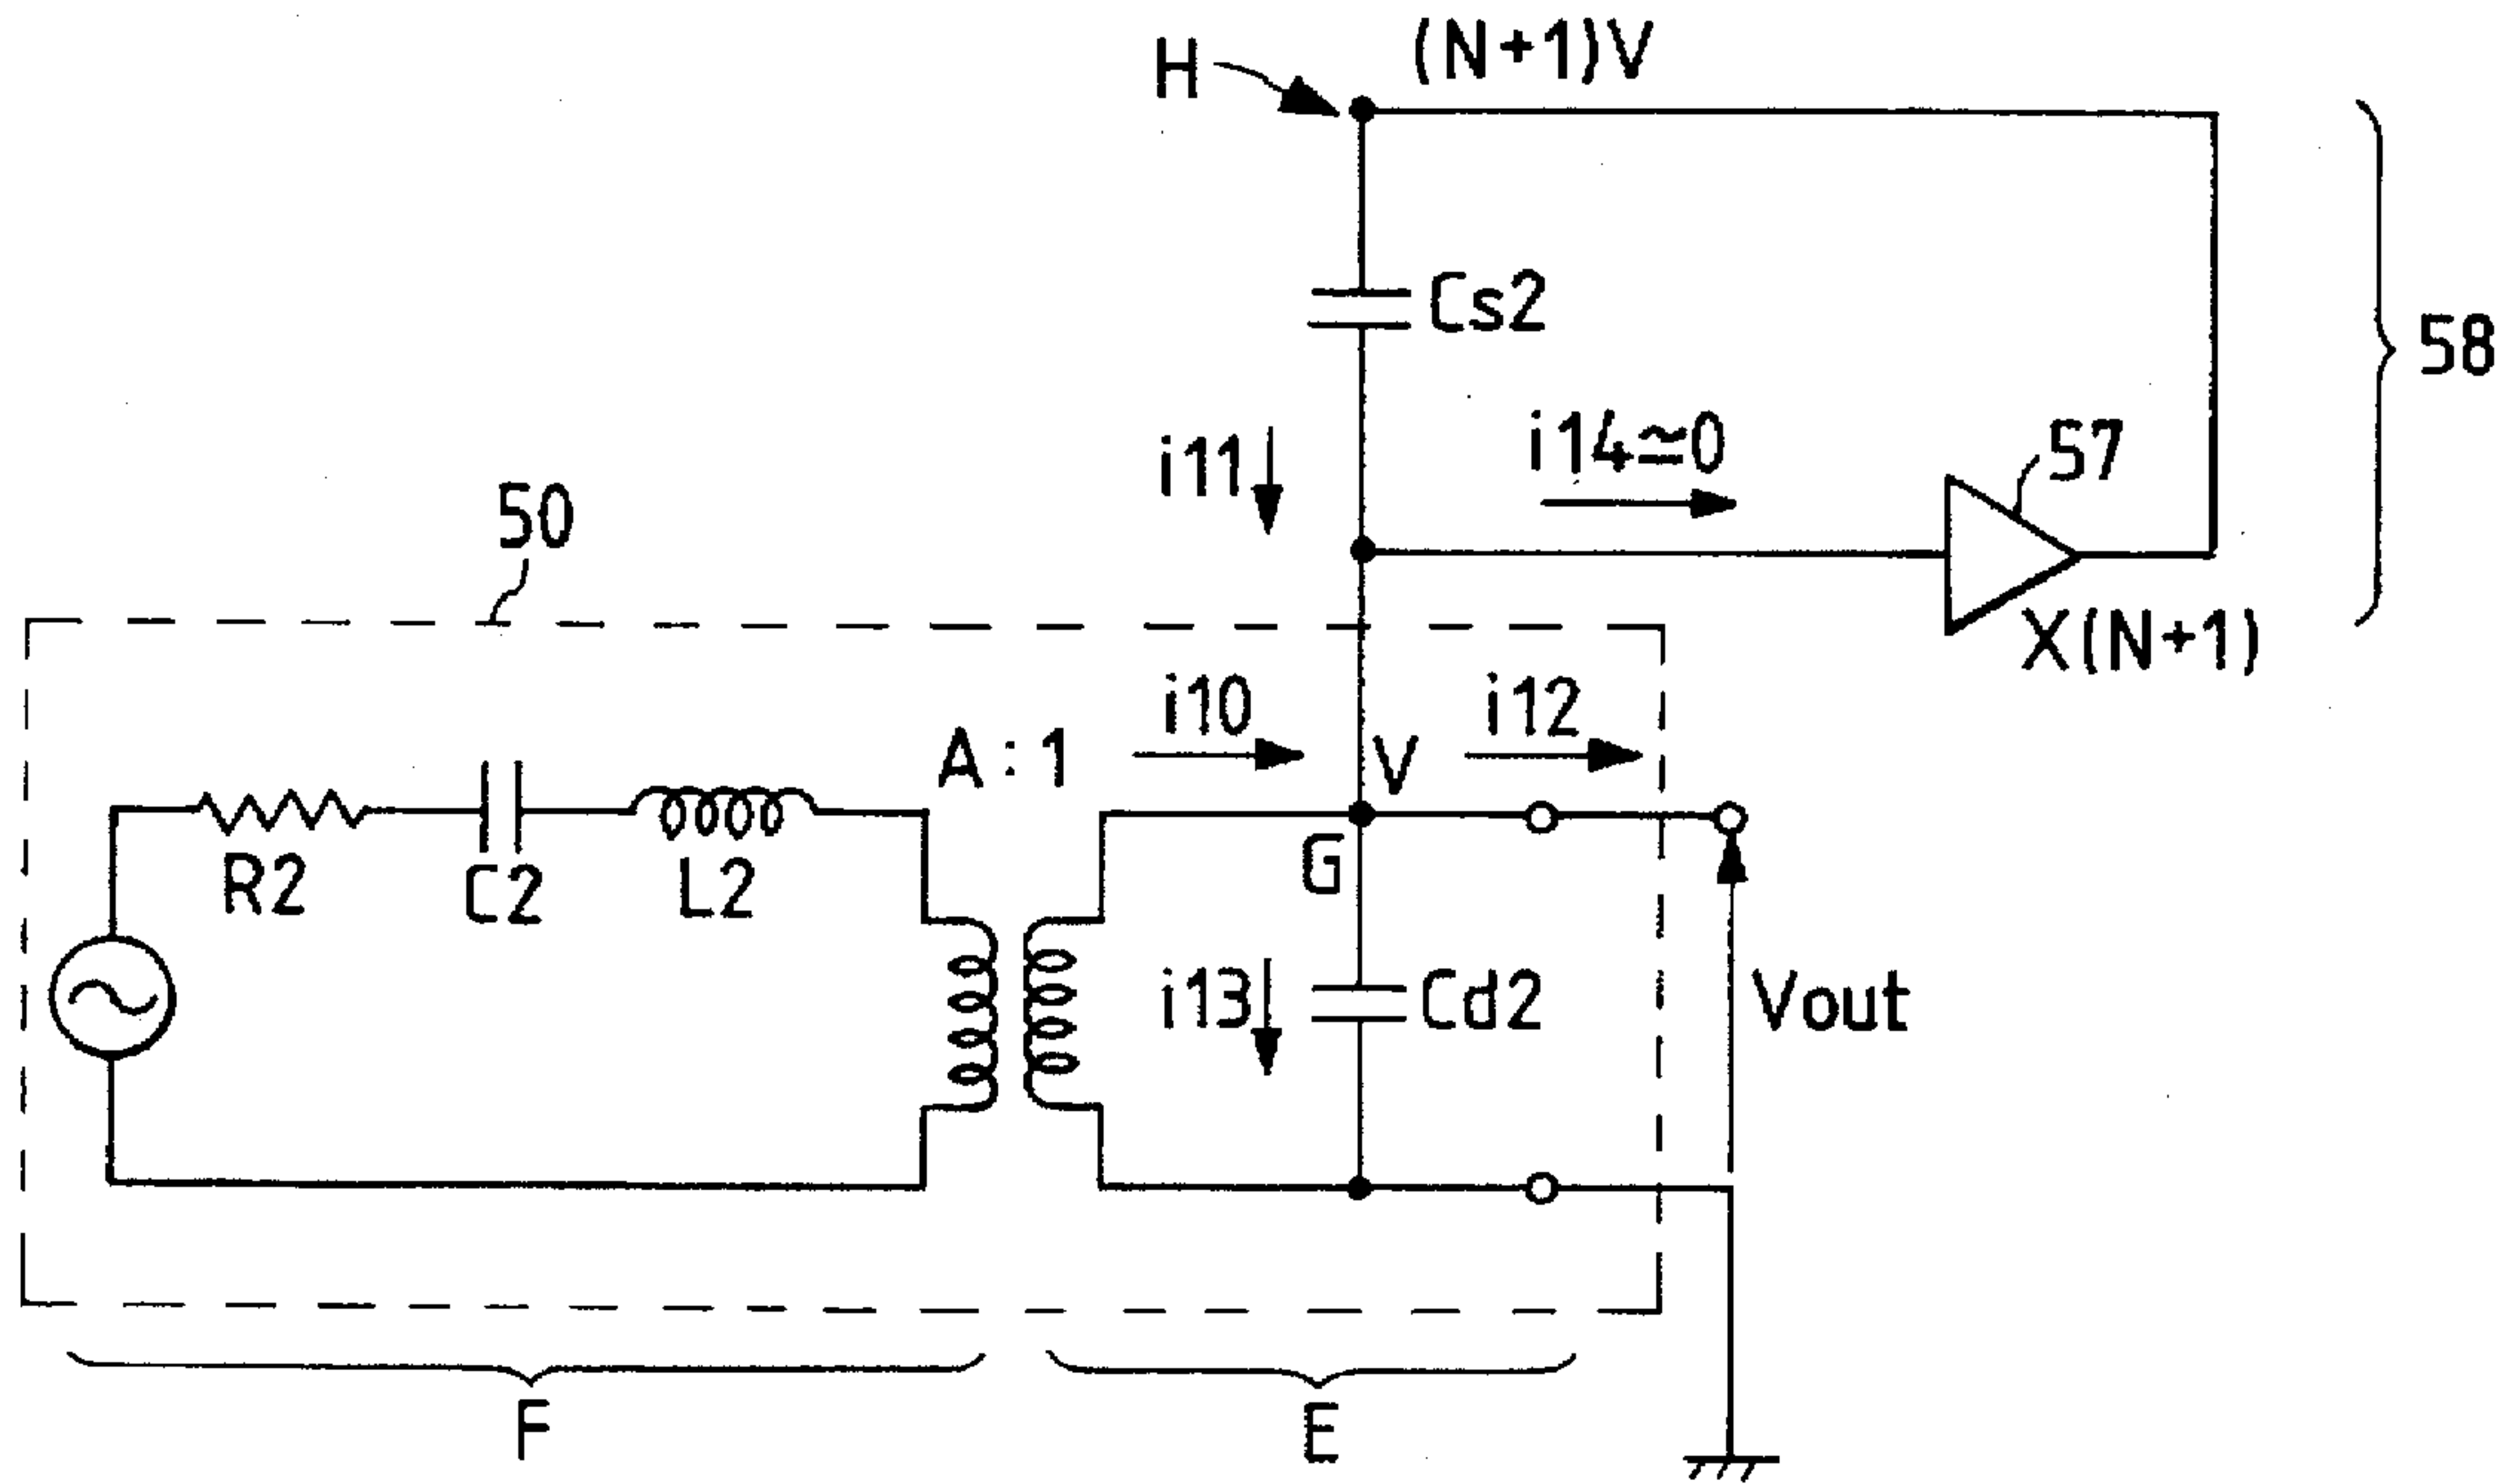 H
(N+1)V
Cs2
58
i11
i14≃0
57
50
X(N+1)
i10
i12
A:1
V
R2
C2
L2
G
i13
Cd2
Vout
F
E